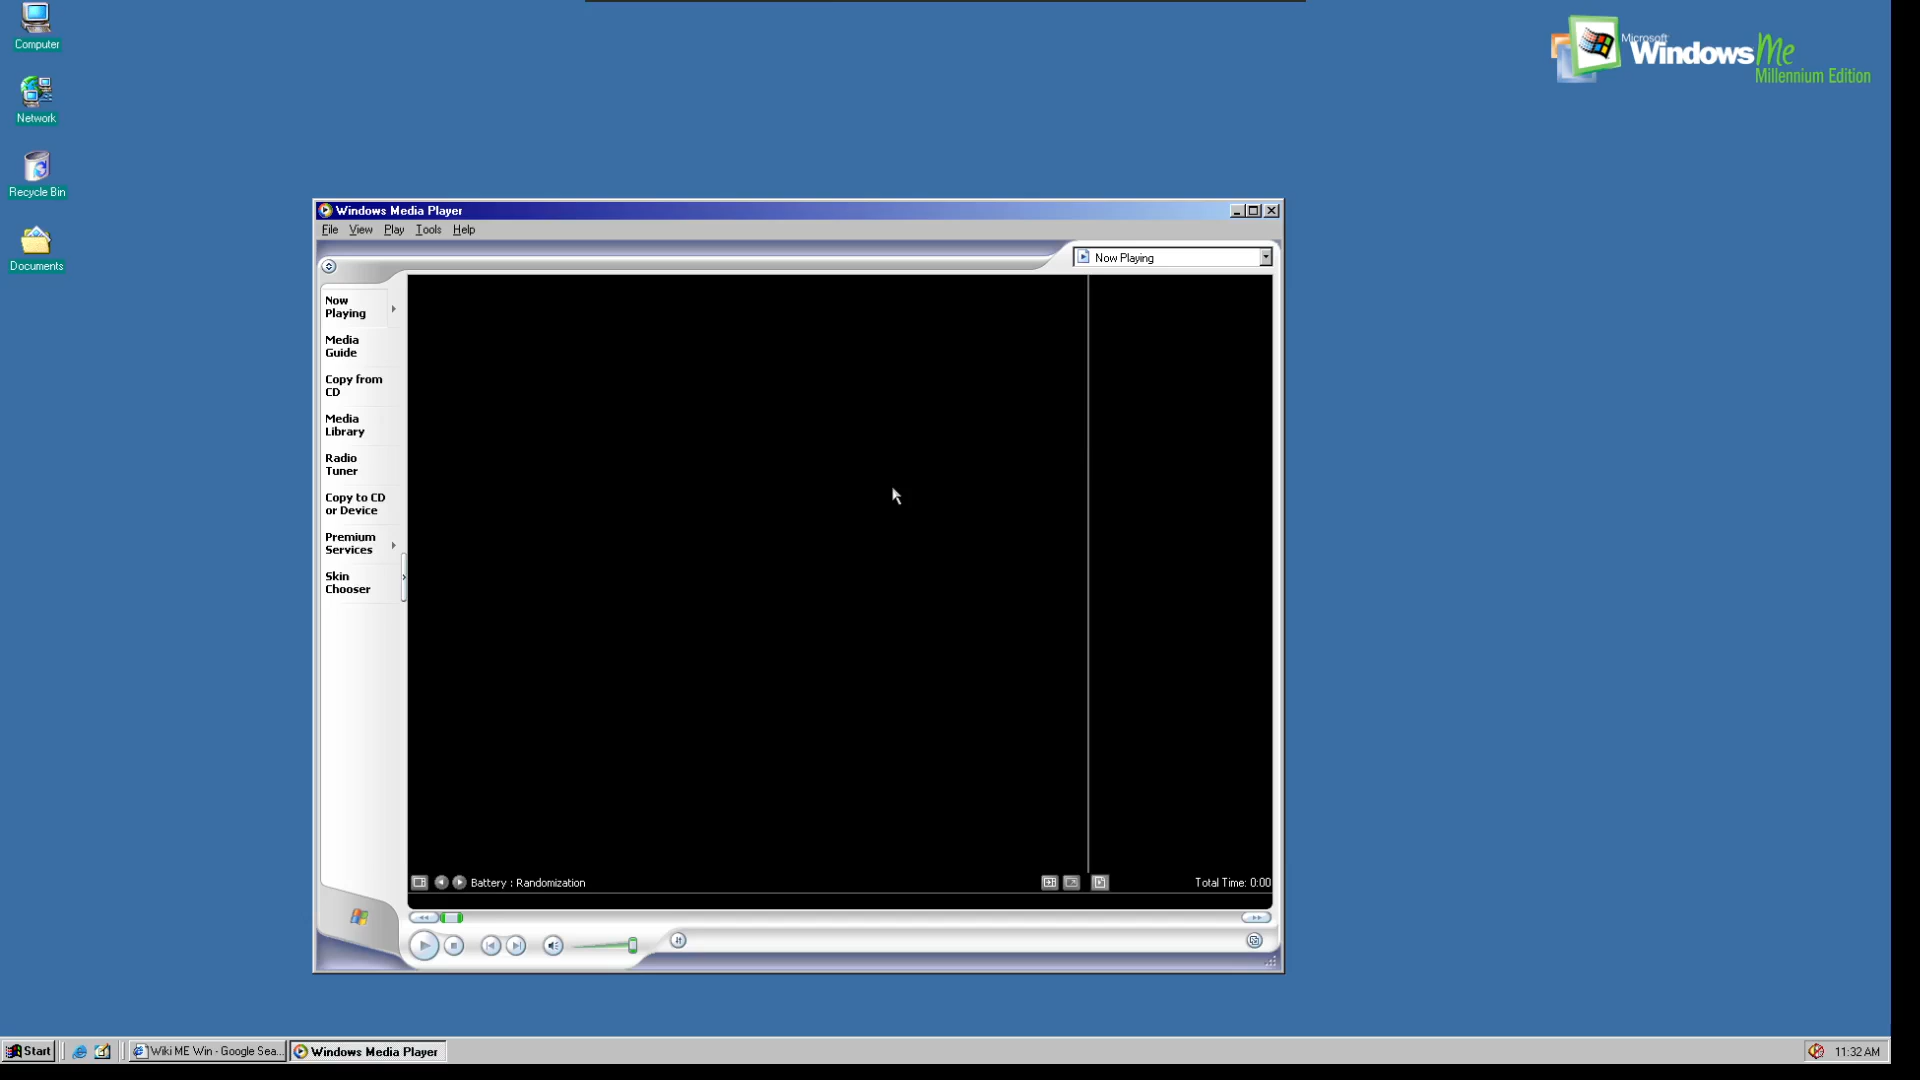 Computer
Network
Recycle Bin
Documents
Microsoft
Windows Me
Millennium Edition
Windows Media Player
File View Play Tools Help
Now Playing
Now
Playing
Media
Guide
Copy from
CD
Media
Library
Radio
Tuner
Copy to CD
or Device
Premium
Services
Skin
Chooser
Battery : Randomization
Total Time: 0:00
Start
Wiki ME Win - Google Sea...
Windows Media Player
11:32 AM